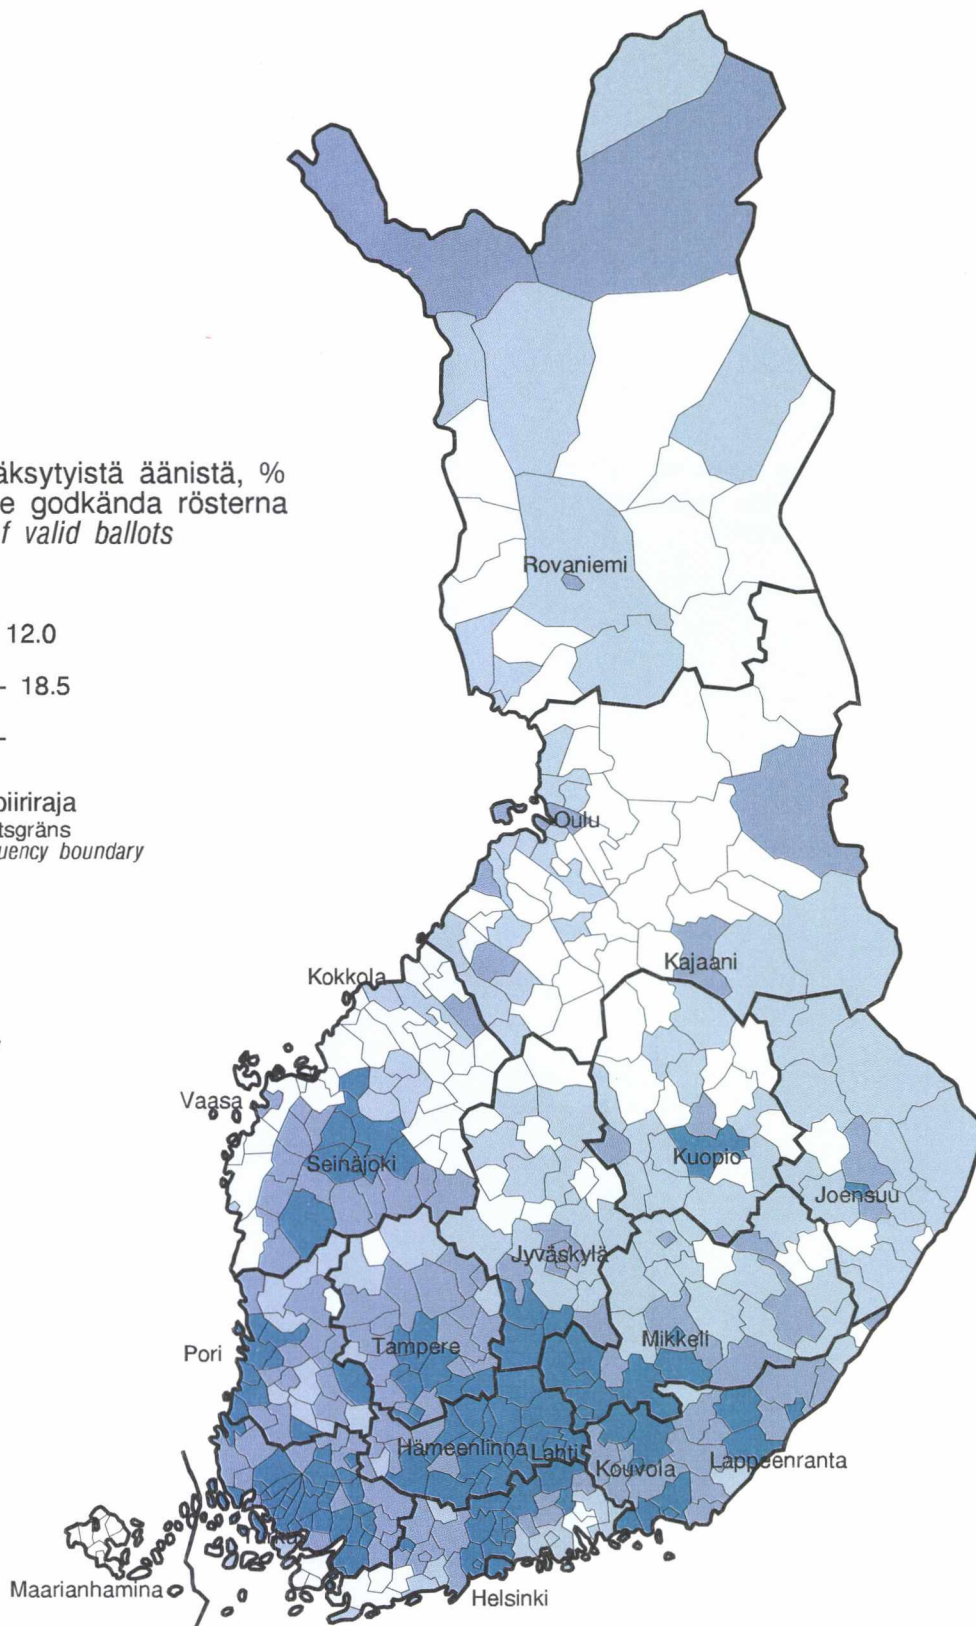 äksytyistä äänistä, %
e godkända rösterna
f valid ballots
12.0
- 18.5
-
piiriraja
tsgräns
uency boundary
Rovaniemi
Oulu
Kajaani
Kokkola
Vaasa
Seinäjoki
Kuopio
Joensuu
Jyväskylä
Mikkeli
Tampere
Pori
Hämeenlinna
Lahti
Kouvola
Lappeenranta
Turku
Maarianhamina
Helsinki